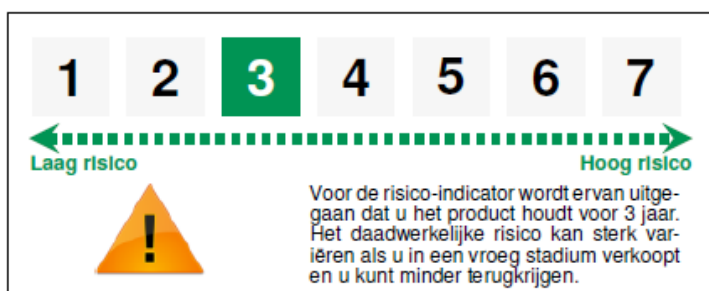 1 2 3 4 5 6 7
Laag risico Hoog risico
!
Voor de risico-indicator wordt ervan uitge-
gaan dat u het product houdt voor 3 jaar.
Het daadwerkelijke risico kan sterk var-
iëren als u in een vroeg stadium verkoopt
en u kunt minder terugkrijgen.